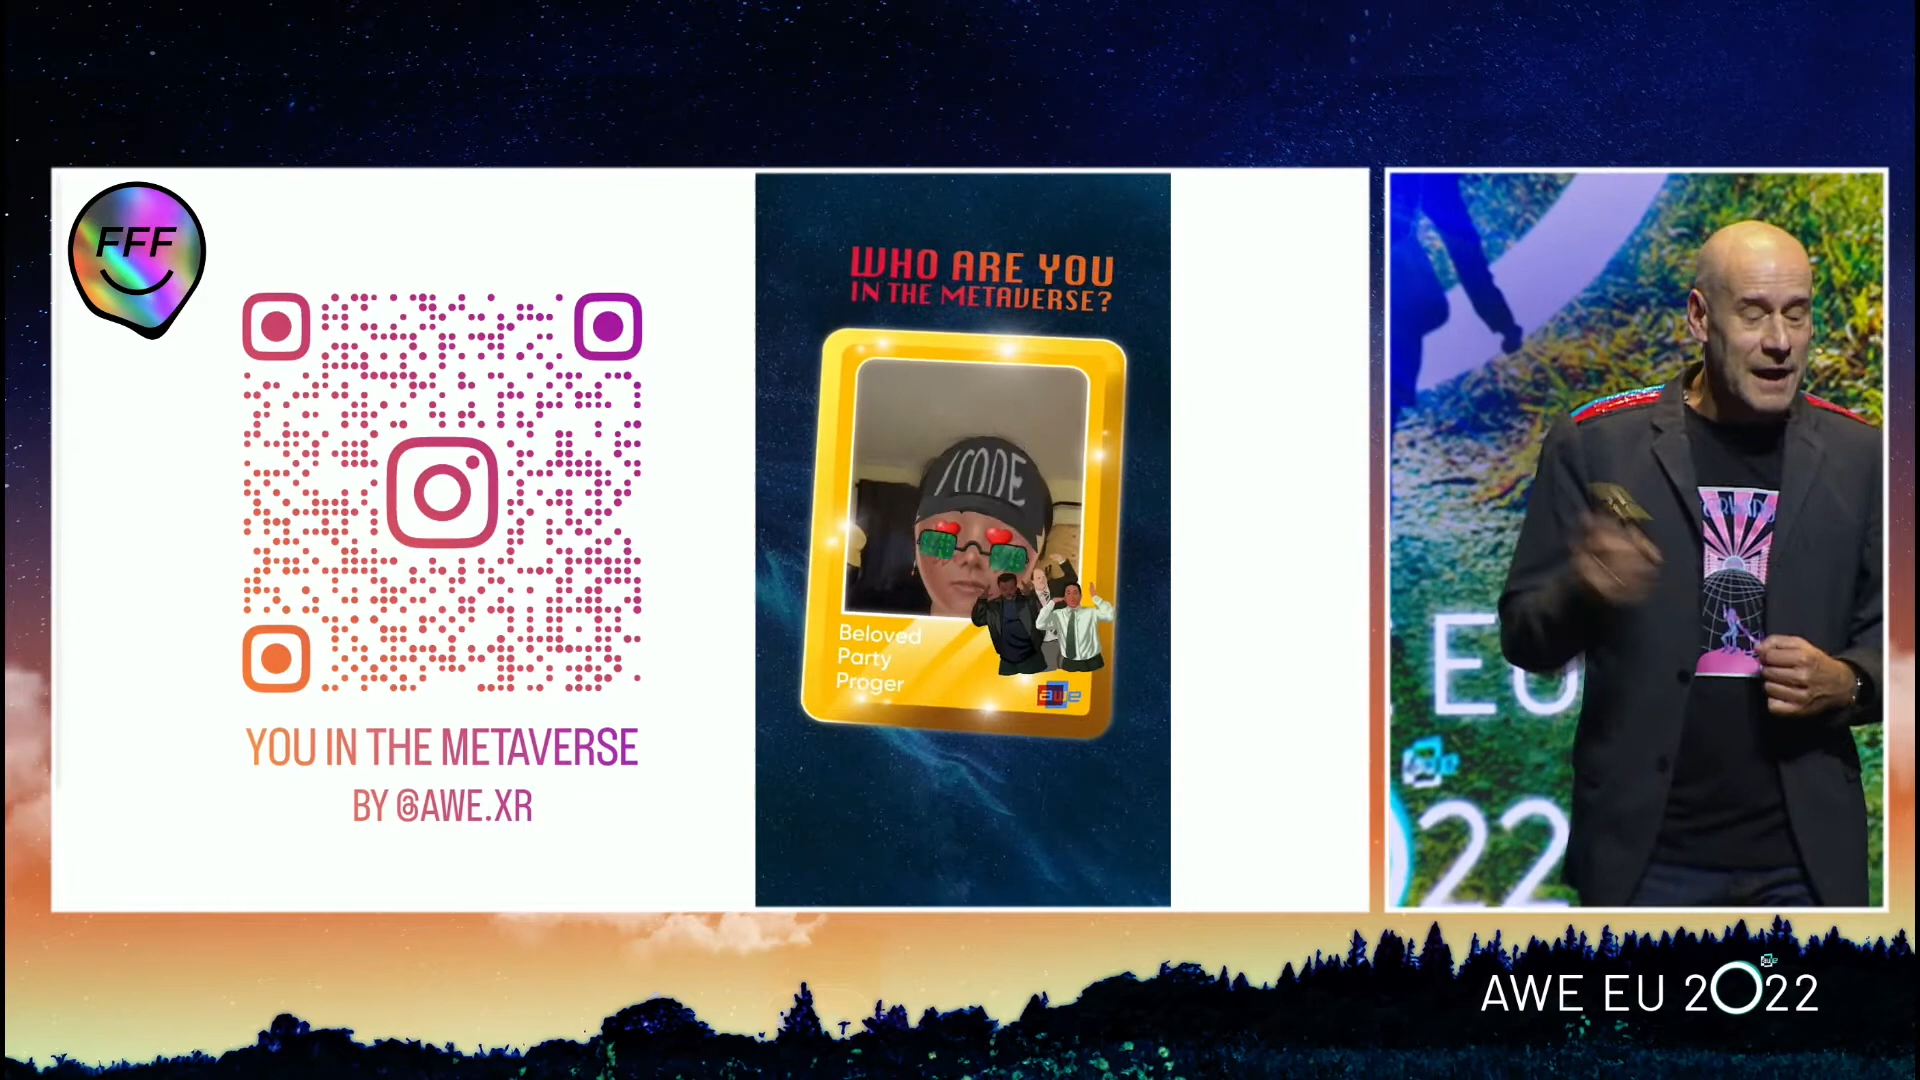 FFF
YOU IN THE METAVERSE
BY @AWE.XR
WHO ARE YOU
IN THE METAVERSE?
/CODE
Beloved
Party
Proger
awe
EU
22
AWE EU 2022